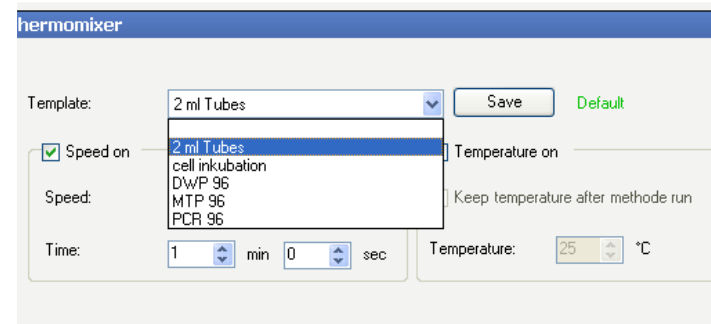 hermomixer
Template: 2 ml Tubes Save Default
2 ml Tubes
cell inkubation
DWP 96
MTP 96
PCR 96
Speed on Temperature on
Speed: Keep temperature after methode run
Time: 1 min 0 sec Temperature: 25 °C